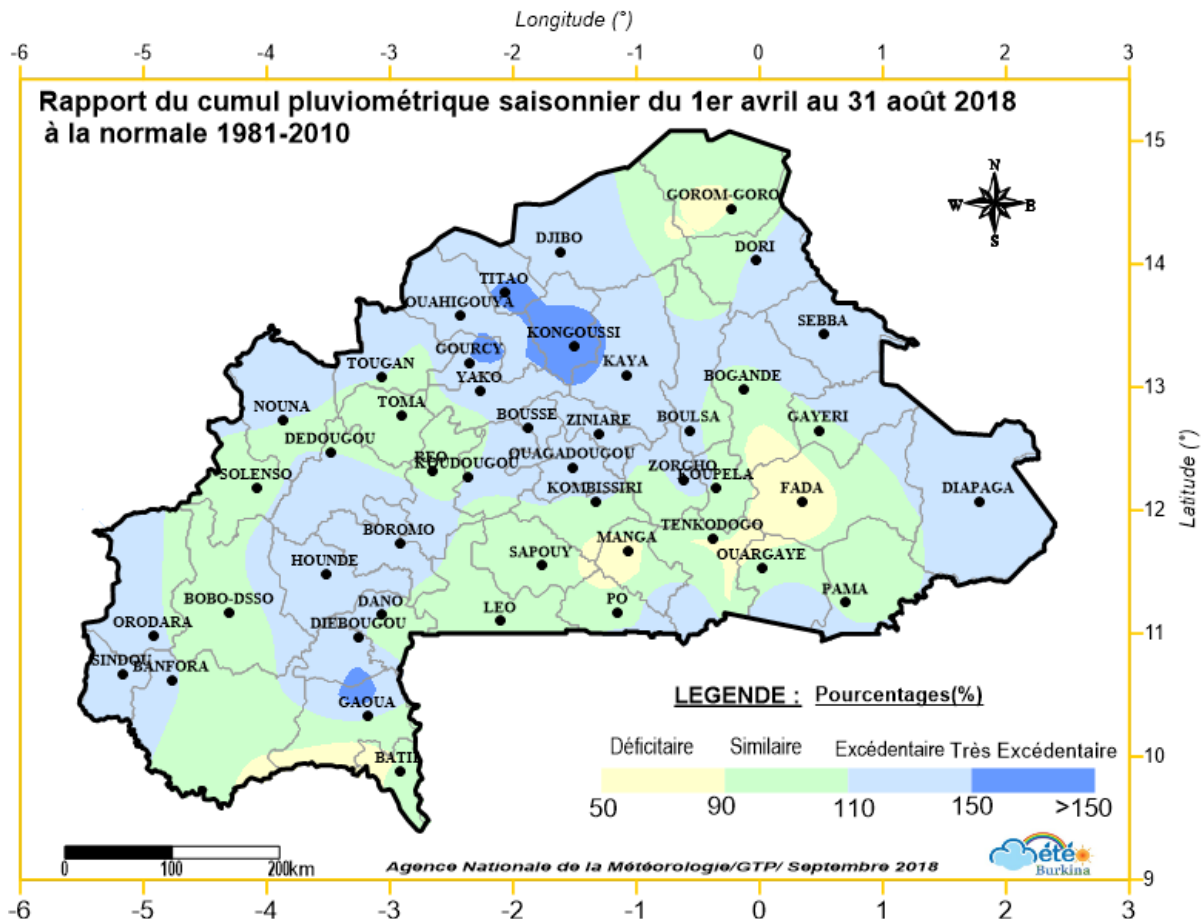 Longitude (°)
-6 -5 -4 -3 -2 -1 0 1 2 3
Rapport du cumul pluviométrique saisonnier du 1er avril au 31 août 2018
à la normale 1981-2010
15
N
W E
S
GOROM-GORO
DJIBO
DORI
14
TITAO
OUAHIGOUYA
SEBBA
KONGOUSSI
GOURCY
KAYA
TOUGAN
YAKO
BOGANDE
13
TOMA
NOUNA
BOUSSE
ZINIARE
BOULSA
GAYERI
DEDOUGOU
REO
KOUDOUGOU
OUAGADOUGOU
ZORGHO
SOLENSO
KOUPELA
KOMBISSIRI
FADA
DIAPAGA
12
Latitude (°)
BOROMO
TENKODOGO
MANGA
SAPOUY
OUARGAYE
HOUNDE
PAMA
BOBO-DSSO
DANO
LEO
PO
ORODARA
DIEBOUGOU
11
SINDOU
BANFORA
GAOUA
LEGENDE : Pourcentages(%)
Déficitaire Similaire Excédentaire Très Excédentaire
BATIE
10
50 90 110 150 >150
0 100 200km
Agence Nationale de la Météorologie/GTP/ Septembre 2018
été
Burkina
9
-6 -5 -4 -3 -2 -1 0 1 2 3